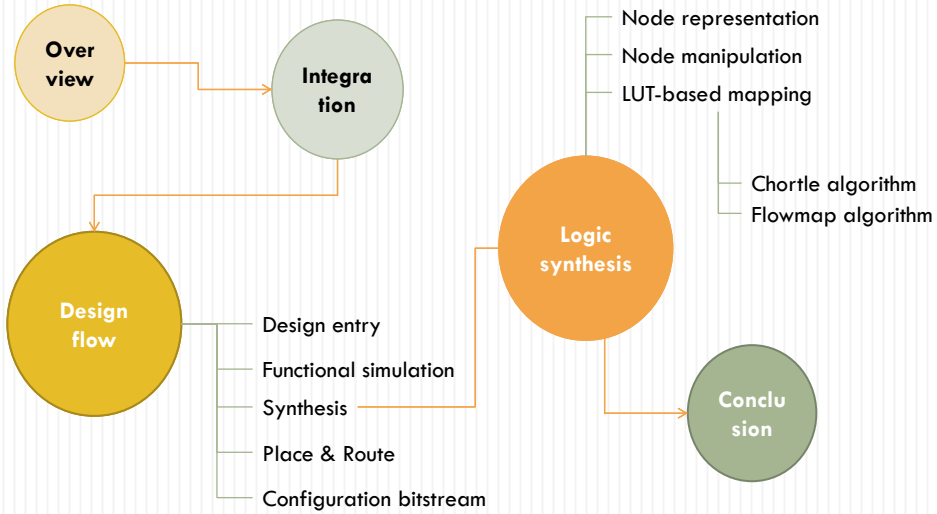 Over
view
Integra
tion
Design
flow
Design entry
Functional simulation
Synthesis
Place & Route
Configuration bitstream
Logic
synthesis
Node representation
Node manipulation
LUT-based mapping
Chortle algorithm
Flowmap algorithm
Conclu
sion